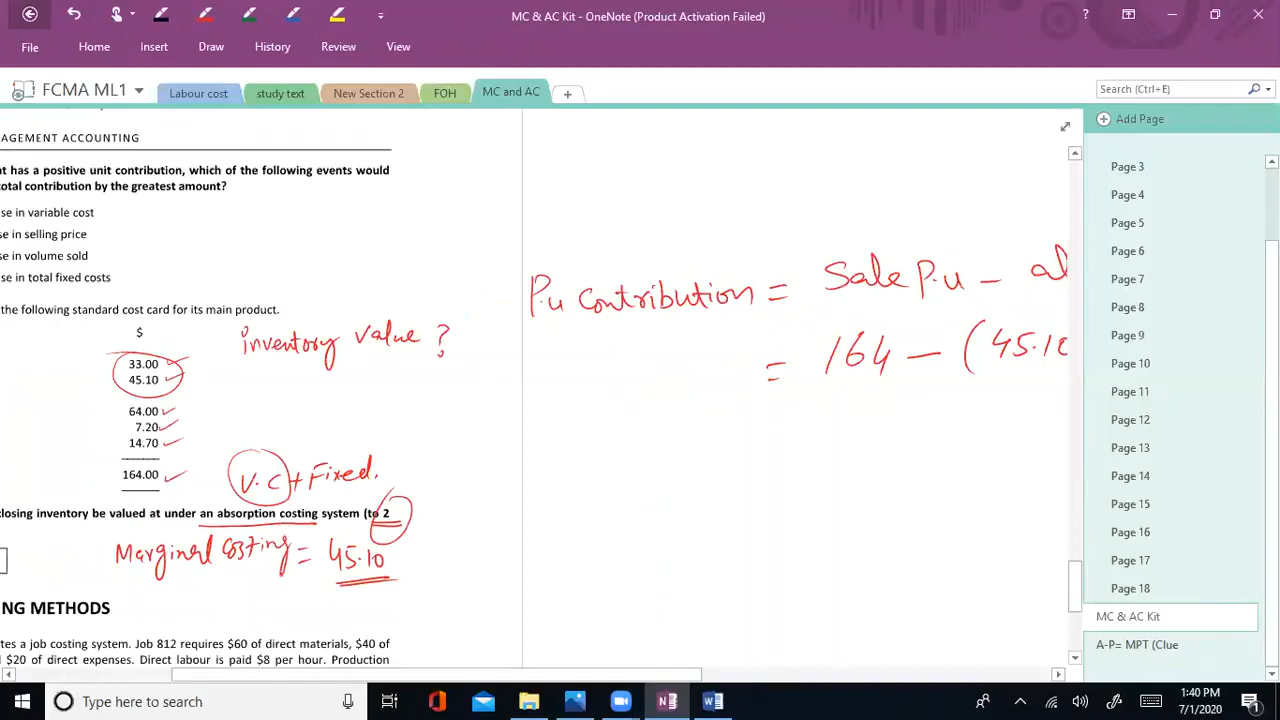 MC & AC Kit - OneNote (Product Activation Failed)
File
Home
Insert
Draw
History
Review
View
FCMA ML1
Labour cost
study text
New Section 2
FOH
MC and AC
Search (Ctrl+E)
AGEMENT ACCOUNTING
t has a positive unit contribution, which of the following events would
total contribution by the greatest amount?
se in variable cost
se in selling price
se in volume sold
se in total fixed costs
the following standard cost card for its main product.
$
33.00
45.10
64.00
7.20
14.70
164.00
inventory value ?
V.C + Fixed.
closing inventory be valued at under an absorption costing system (to 2
Marginal Costing = 45.10
NG METHODS
tes a job costing system. Job 812 requires $60 of direct materials, $40 of
$20 of direct expenses. Direct labour is paid $8 per hour. Production
P.u Contribution = Sale P.u - al
= 164 - (45.10
Add Page
Page 3
Page 4
Page 5
Page 6
Page 7
Page 8
Page 9
Page 10
Page 11
Page 12
Page 13
Page 14
Page 15
Page 16
Page 17
Page 18
MC & AC Kit
A-P= MPT (Clue
Type here to search
1:40 PM
7/1/2020